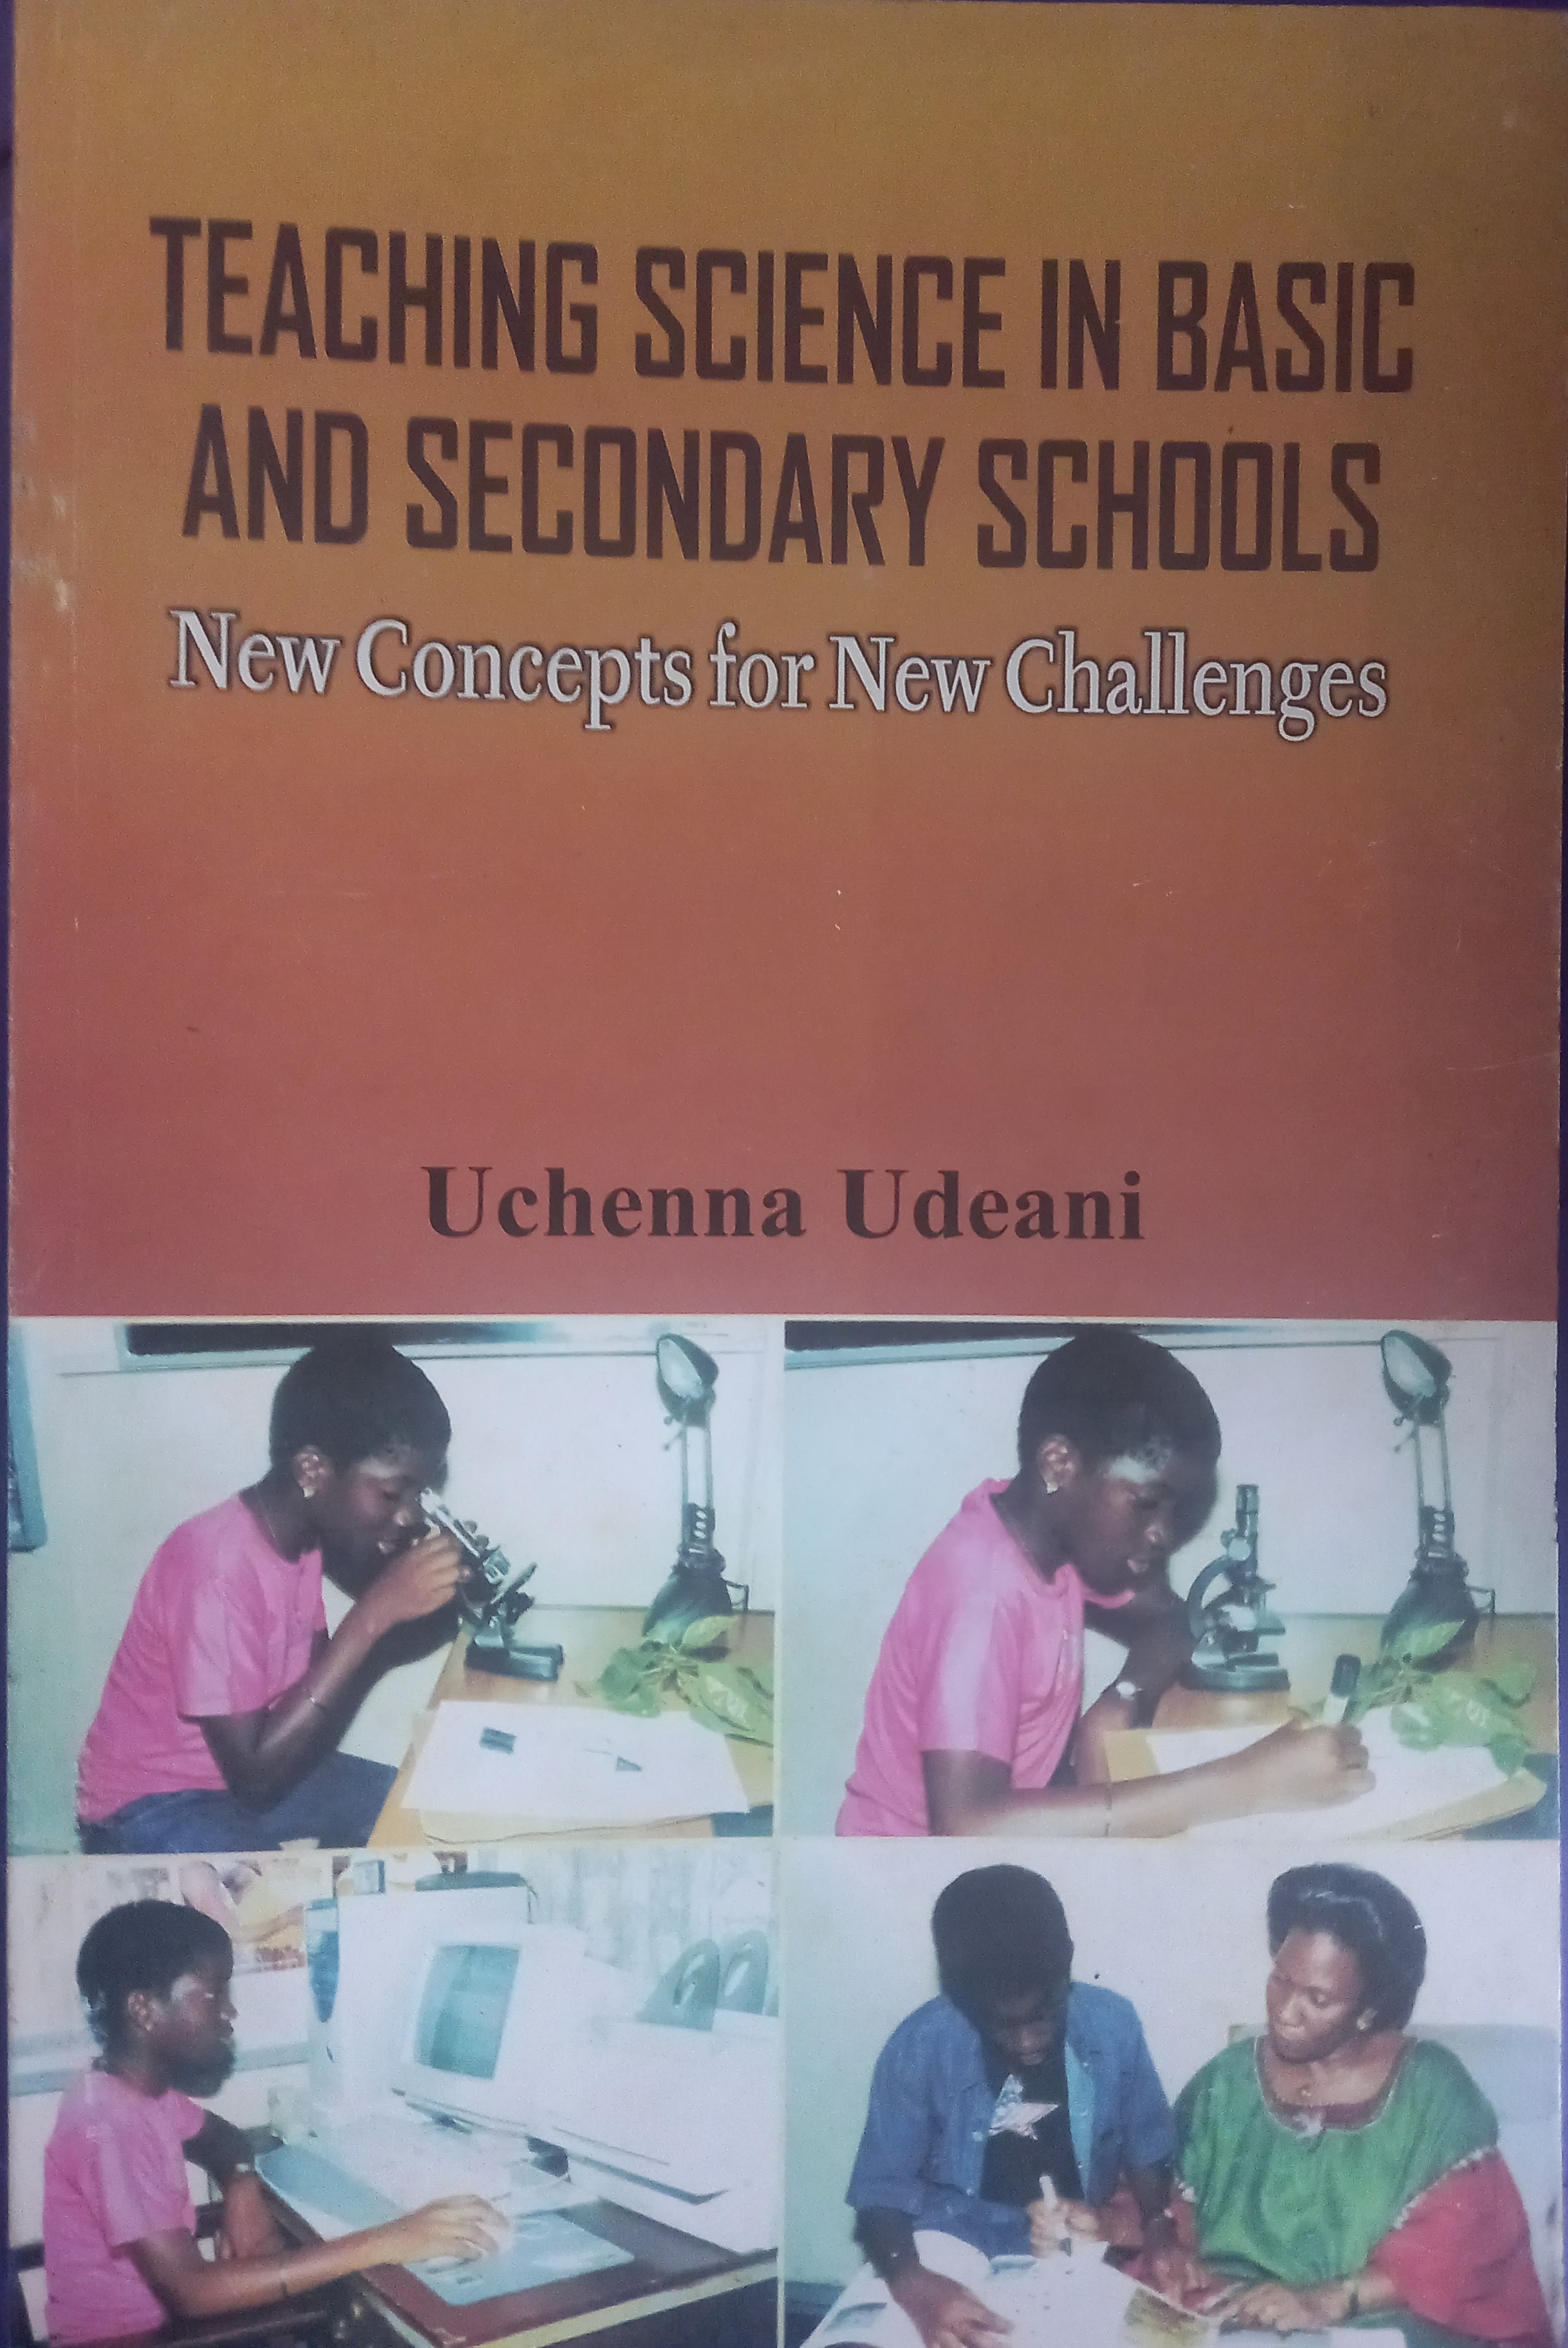 TEACHING SCIENCE IN BASIC
AND SECONDARY SCHOOLS
New Concepts for New Challenges
Uchenna Udeani